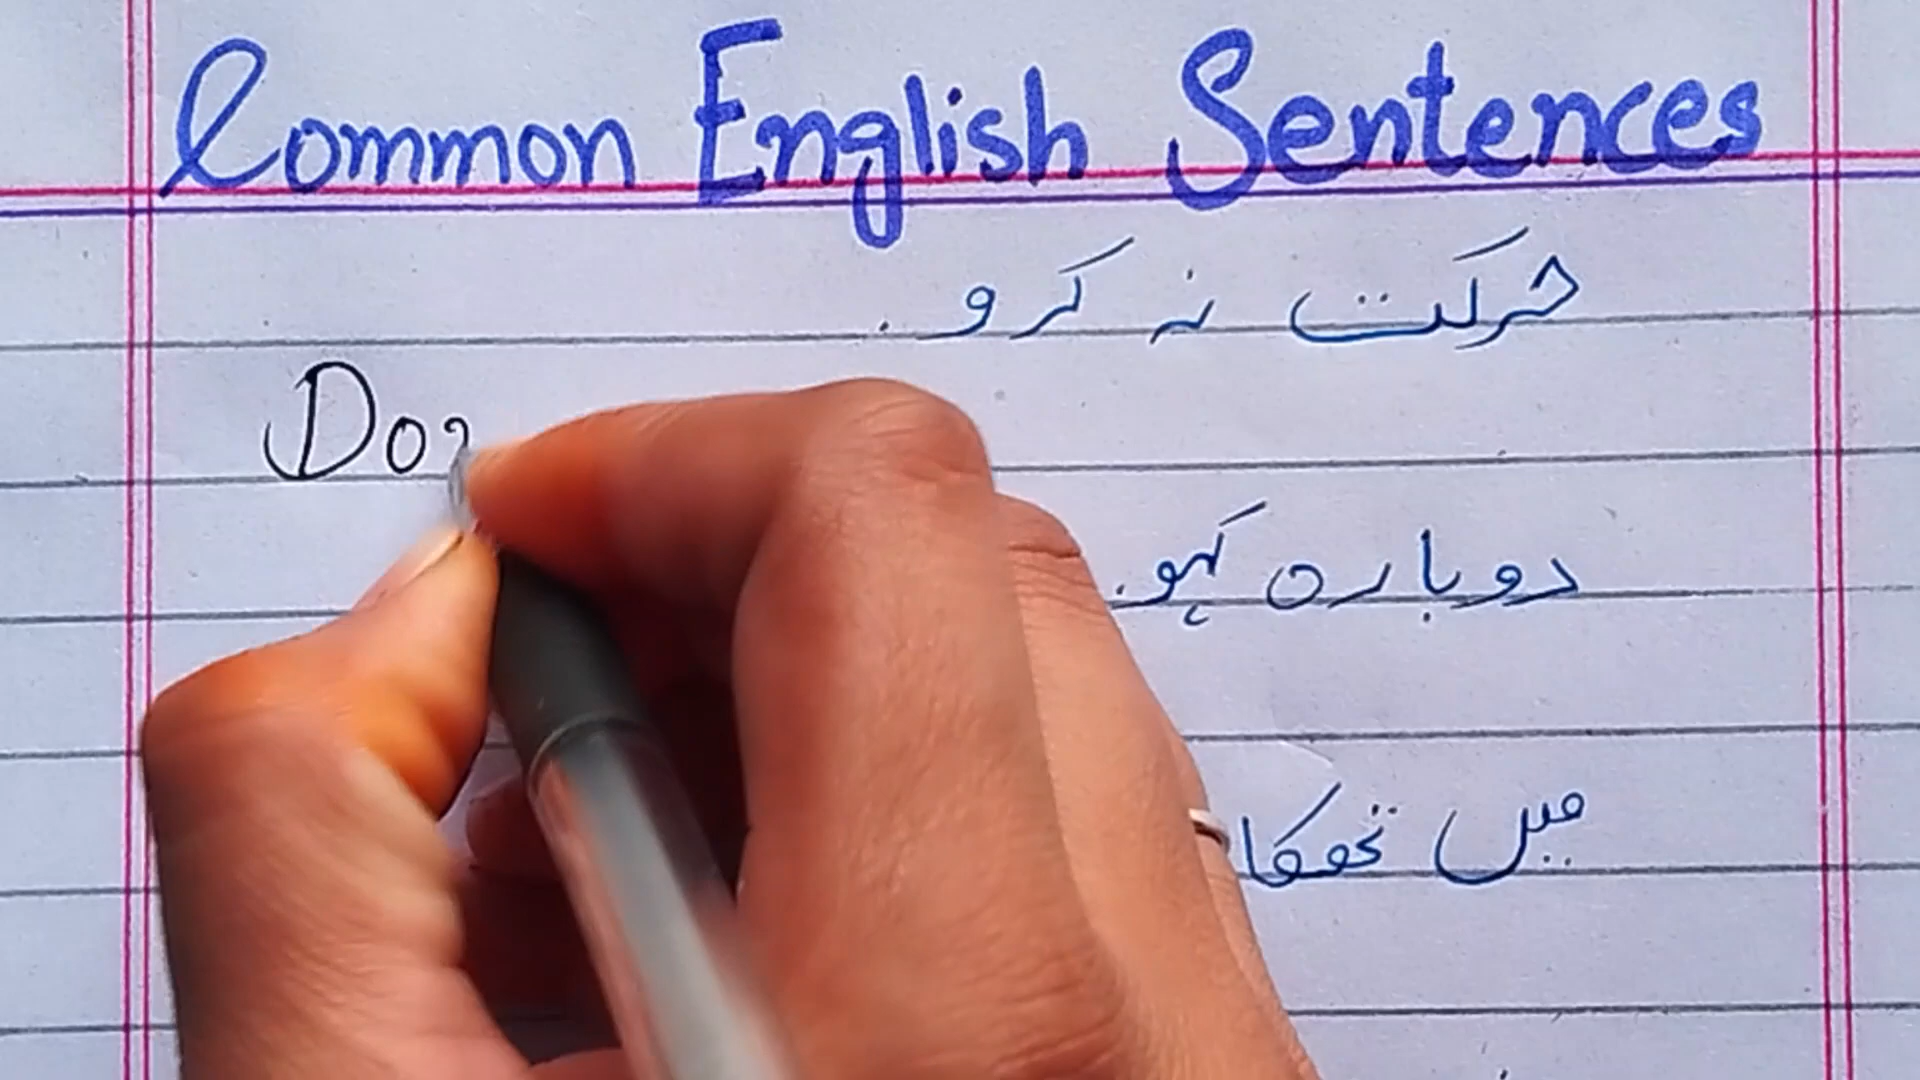 Common English Sentences
حرکت نہ کرو.
Do
دوبارہ کہو.
میں تھکا